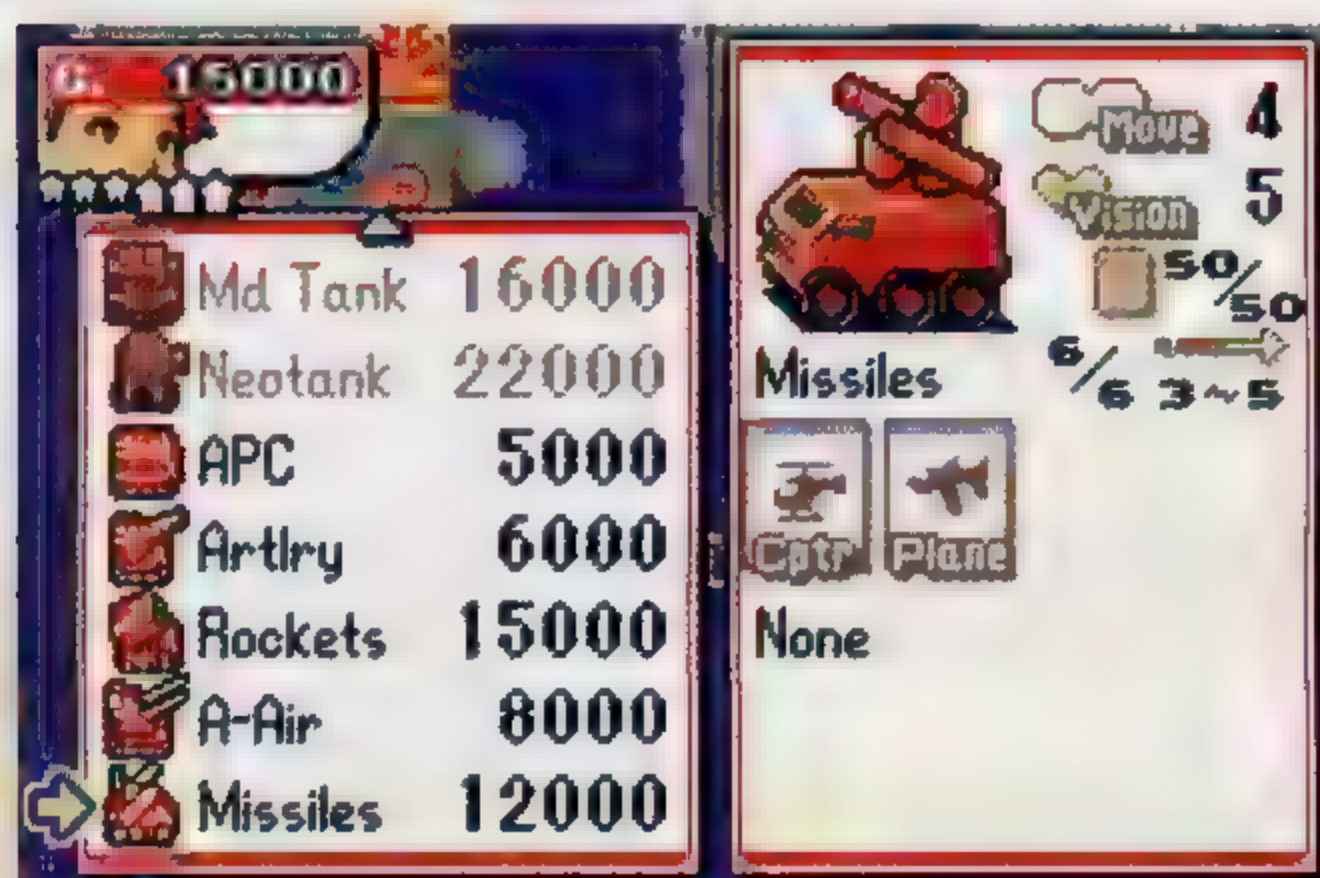 G. 15000
Md Tank 16000
Neotank 22000
APC 5000
Artlry 6000
Rockets 15000
A-Air 8000
Missiles 12000
Move 4
Vision 5
50/50
6/6 3~5
Missiles
Cptr Plane
None